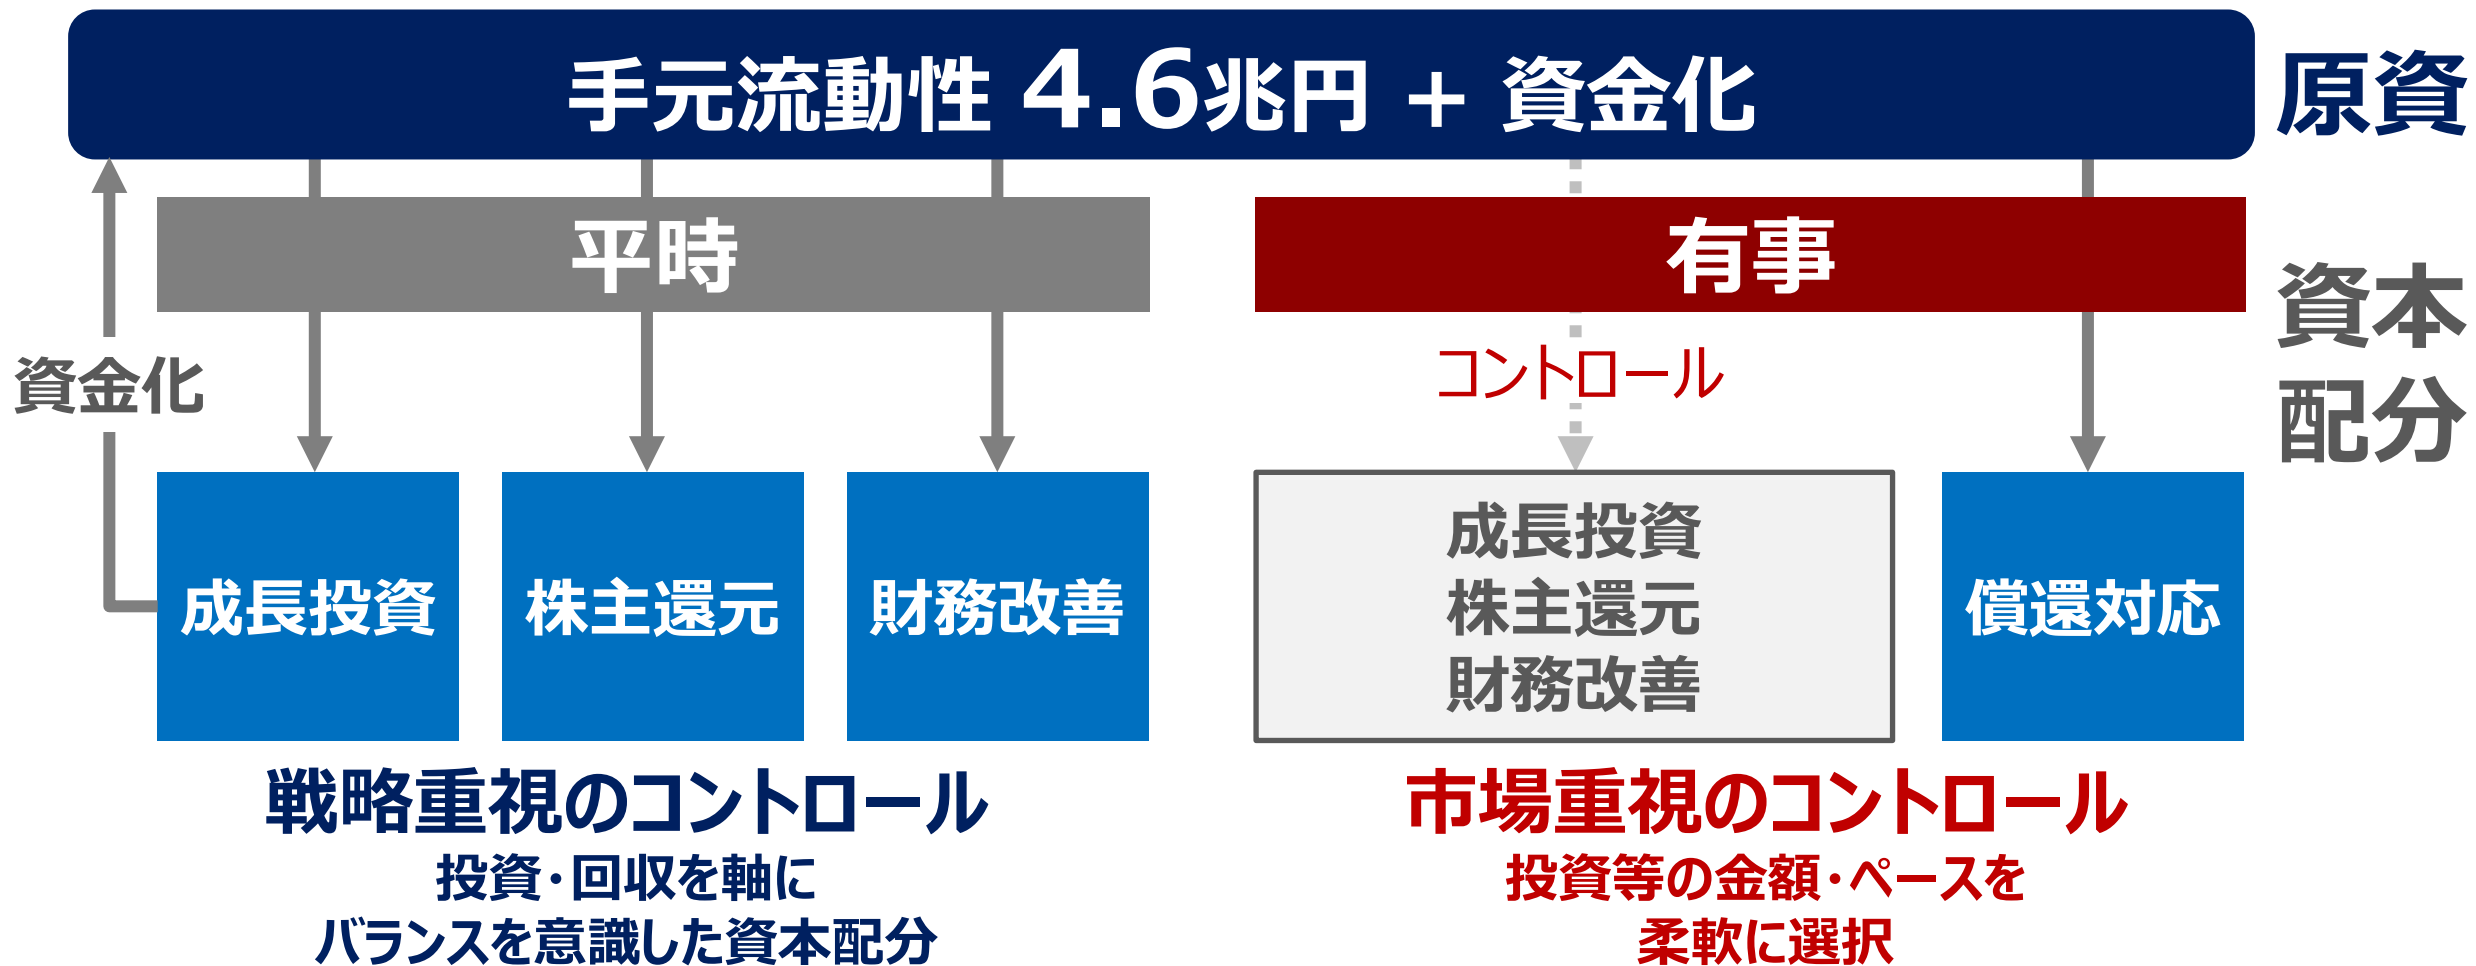 手元流動性 4.6兆円 + 資金化
原資
平時
有事
資本
配分
資金化
コントロール
成長投資
株主還元
財務改善
成長投資
株主還元
財務改善
償還対応
戦略重視のコントロール
投資・回収を軸に
バランスを意識した資本配分
市場重視のコントロール
投資等の金額・ペースを
柔軟に選択